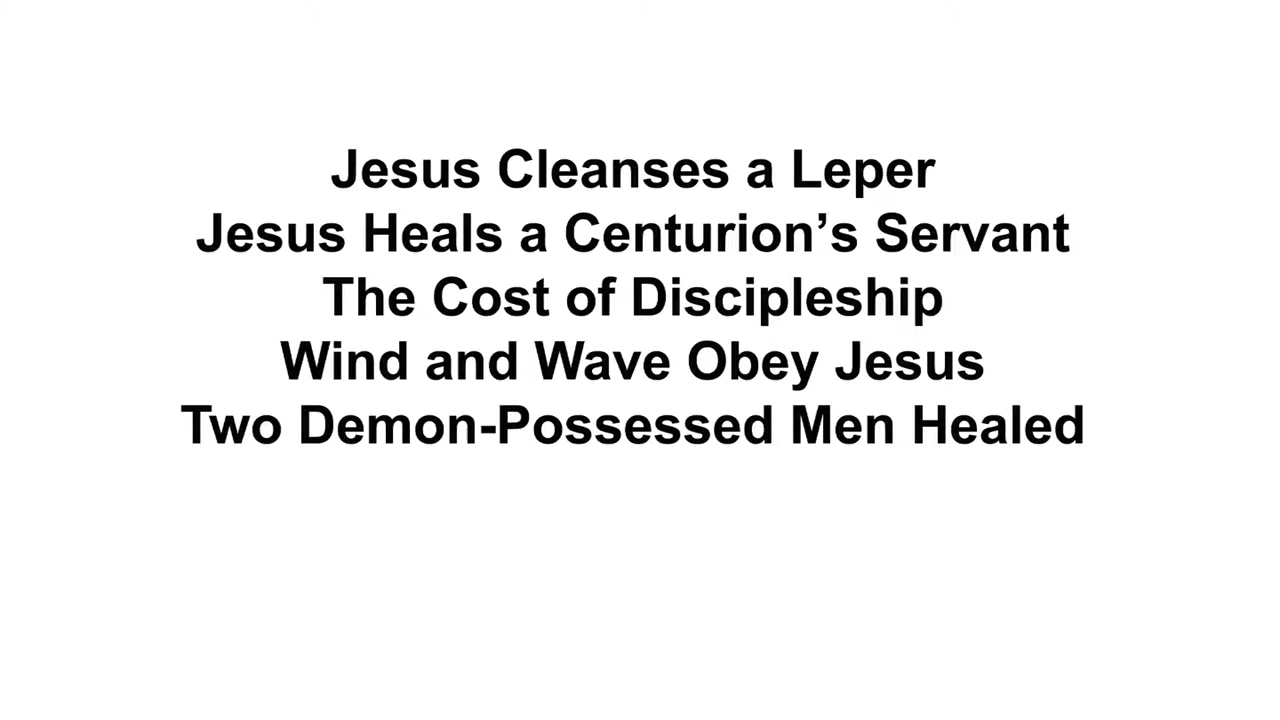 Jesus Cleanses a Leper
Jesus Heals a Centurion’s Servant
The Cost of Discipleship
Wind and Wave Obey Jesus
Two Demon-Possessed Men Healed